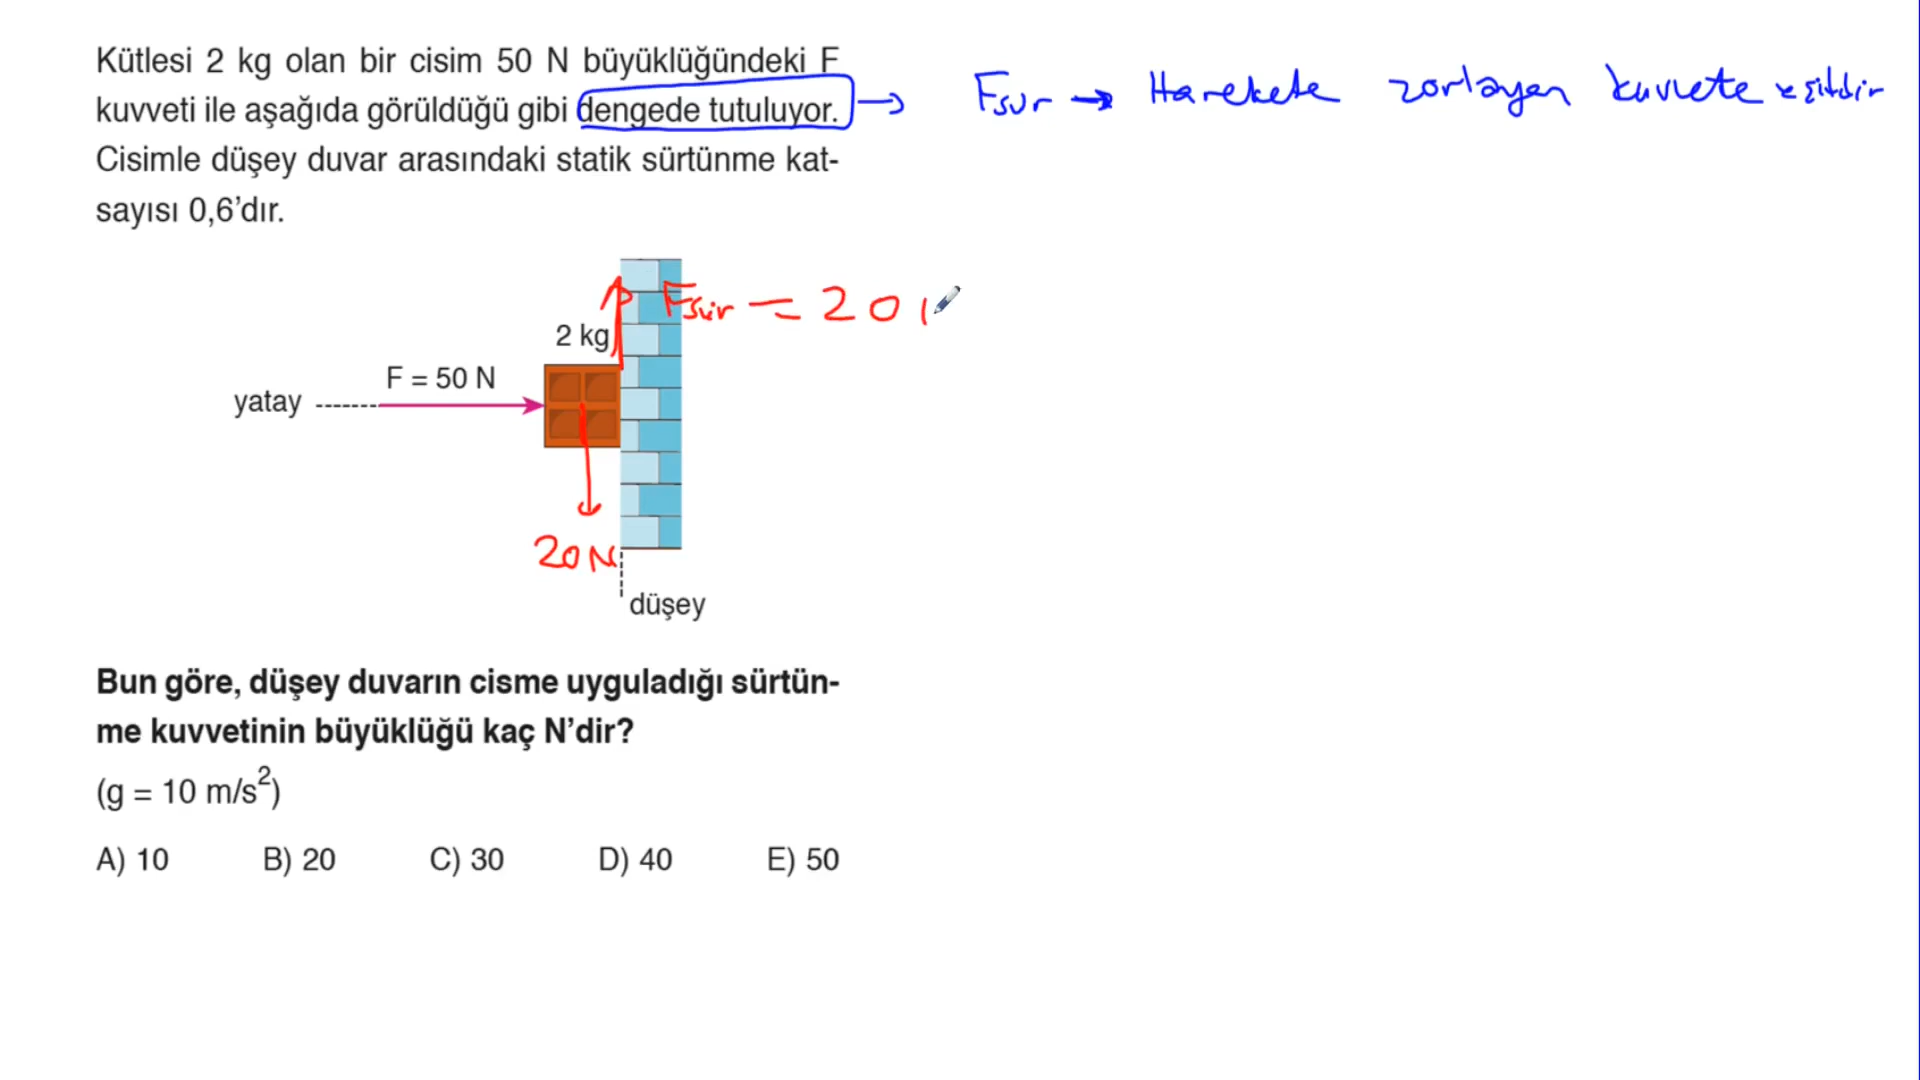 Kütlesi 2 kg olan bir cisim 50 N büyüklüğündeki F
kuvveti ile aşağıda görüldüğü gibi dengede tutuluyor.
Cisimle düşey duvar arasındaki statik sürtünme kat-
sayısı 0,6'dır.
Fsür → Harekete zorlayan kuvvete eşittir
Fsür = 20
2 kg
F = 50 N
yatay
20 N
düşey
Bun göre, düşey duvarın cisme uyguladığı sürtün-
me kuvvetinin büyüklüğü kaç N'dir?
(g = 10 m/s²)
A) 10 B) 20 C) 30 D) 40 E) 50